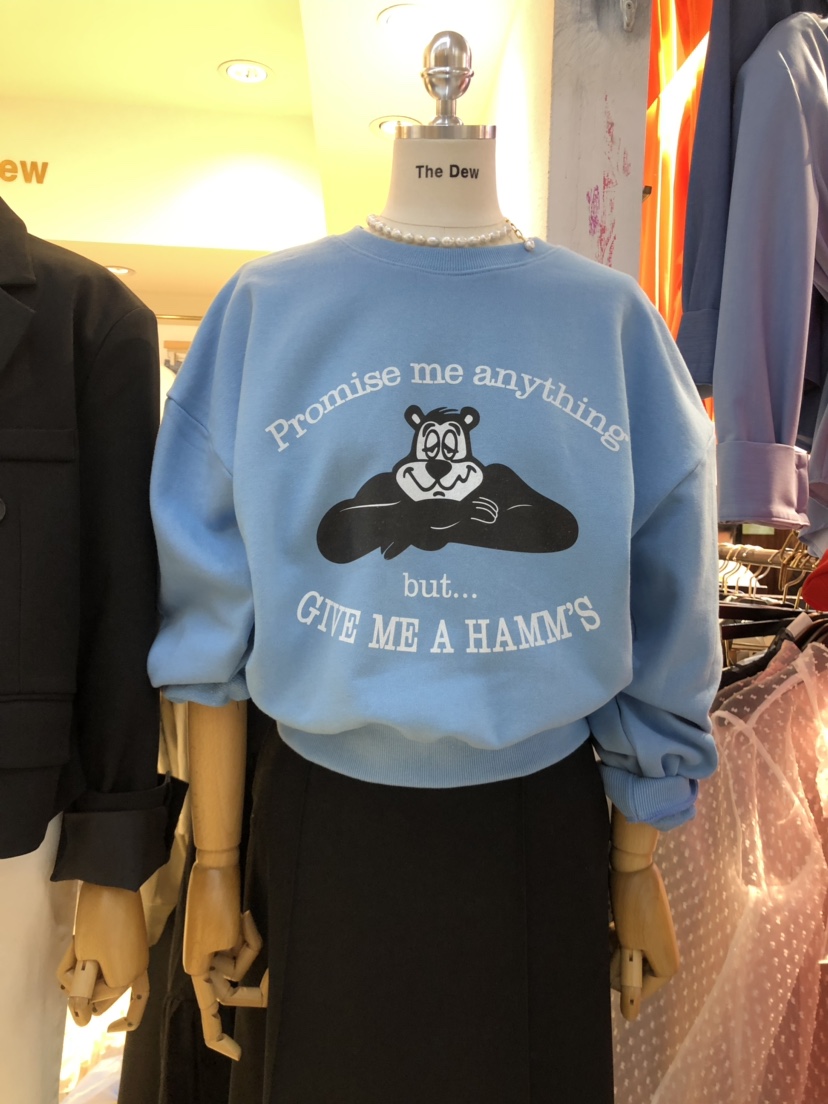 ew
The Dew
Promise me anything
but...
GIVE ME A HAMM'S